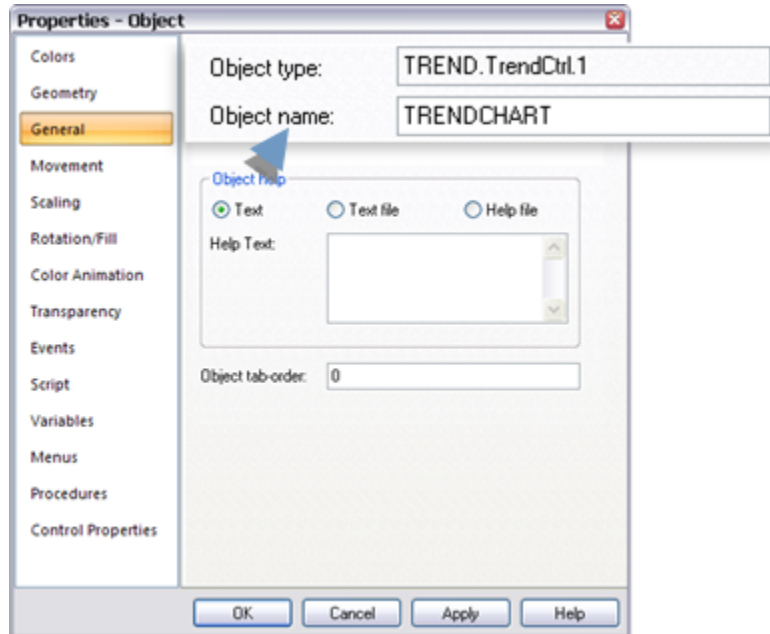 Properties - Object
Colors
Geometry
General
Movement
Scaling
Rotation/Fill
Color Animation
Transparency
Events
Script
Variables
Menus
Procedures
Control Properties
Object type: TREND.TrendCtrl.1
Object name: TRENDCHART
Object help
Text Text file Help file
Help Text:
Object tab-order: 0
OK Cancel Apply Help